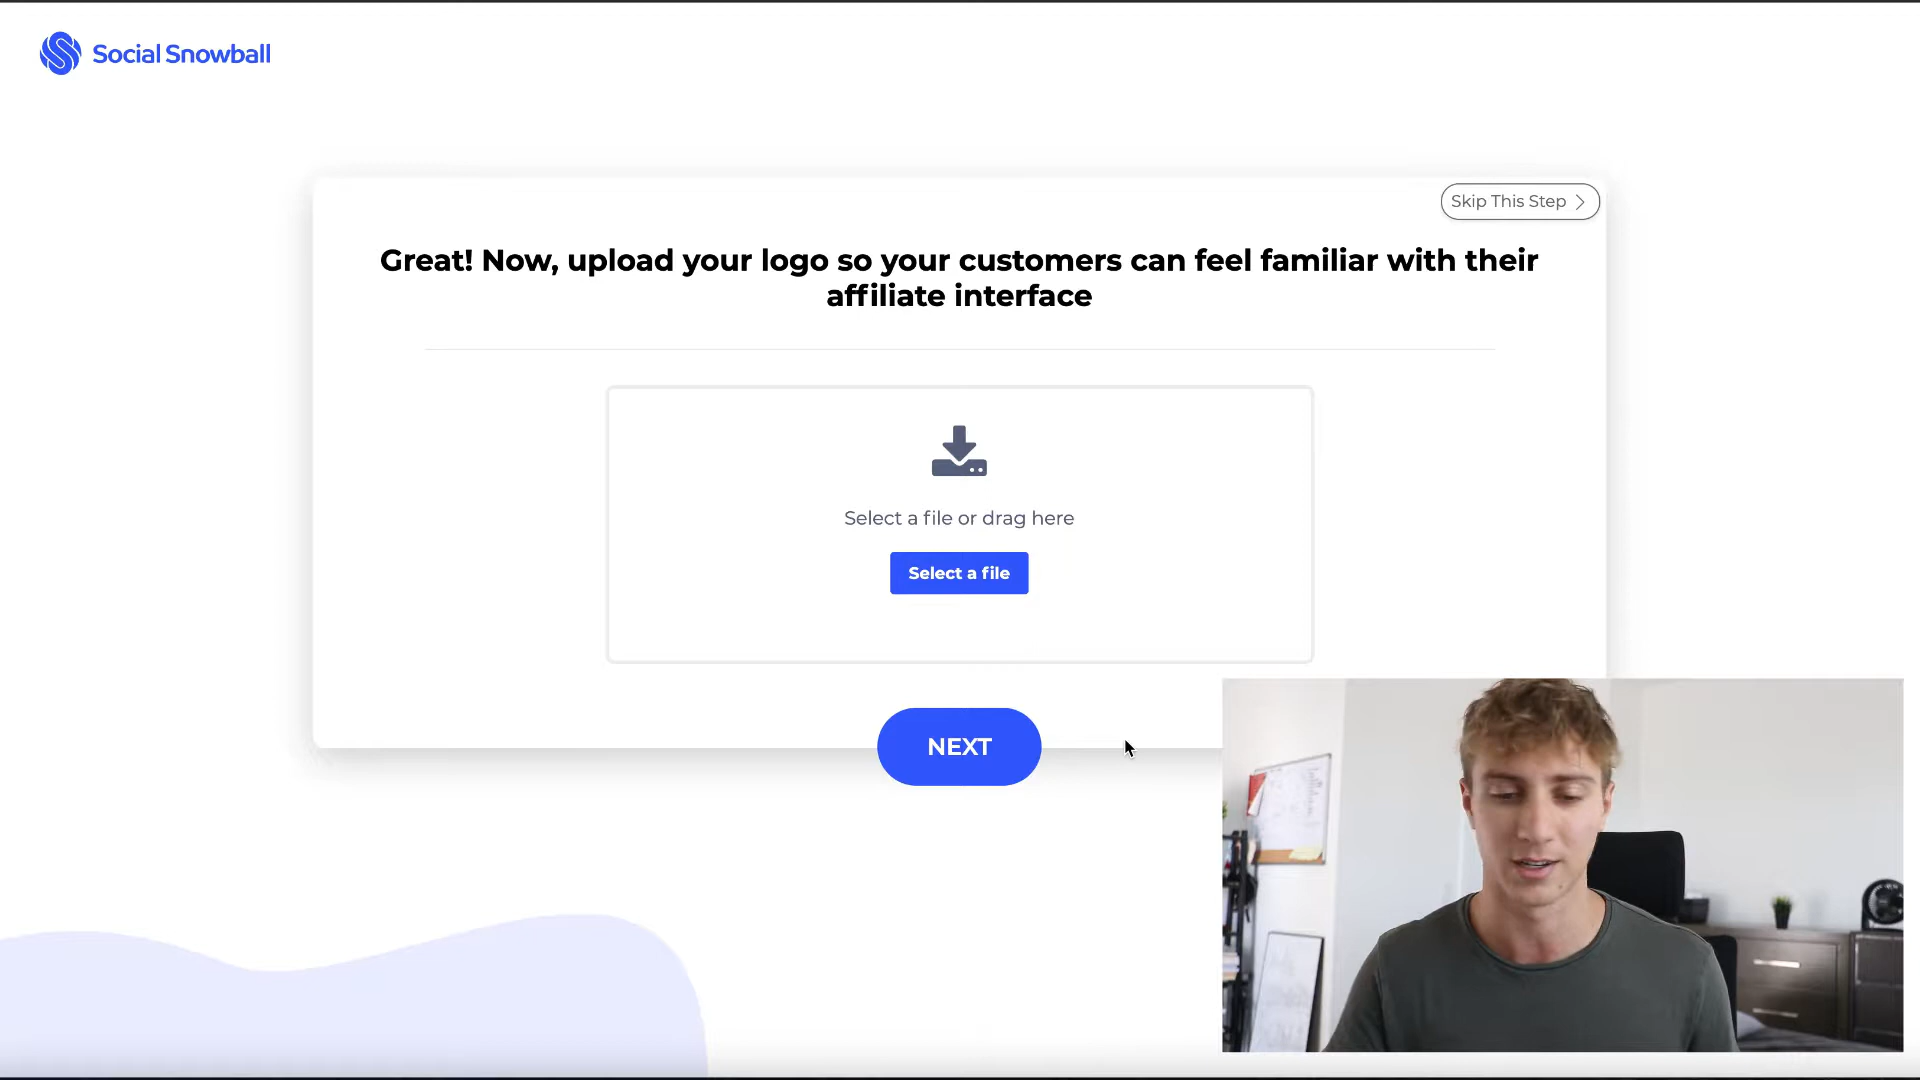 Social Snowball
Skip This Step
Great! Now, upload your logo so your customers can feel familiar with their
affiliate interface
Select a file or drag here
Select a file
NEXT